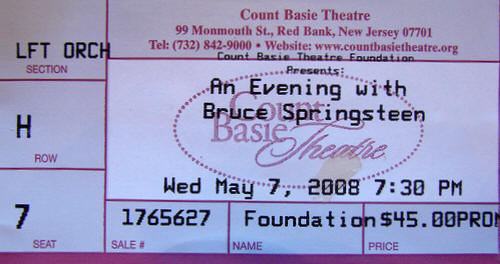 Count Basie Theatre
99 Monmouth St., Red Bank, New Jersey 07701
Tel: (732) 842-9000 • Website: www.countbasietheatre.org
LFT ORCH
SECTION
Count Basie Theatre Foundation
Presents:
An Evening with
Bruce Springsteen
Count
Basie Theatre
H
ROW
Wed May 7, 2008 7:30 PM
7
SEAT
1765627
SALE #
Foundation
NAME
$45.00PROM
PRICE